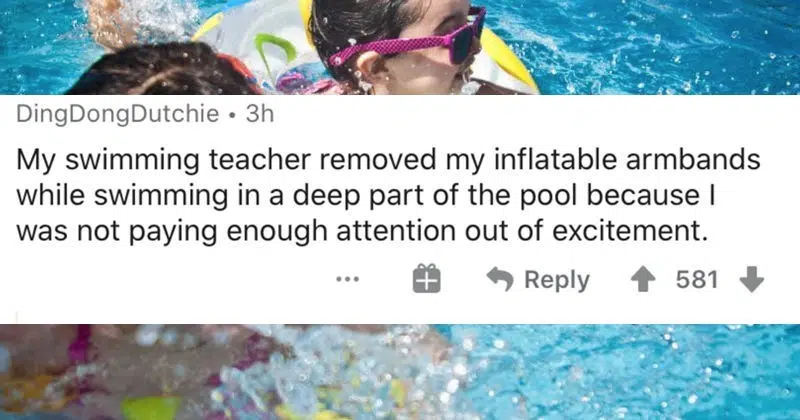 DingDongDutchie • 3h
My swimming teacher removed my inflatable armbands
while swimming in a deep part of the pool because I
was not paying enough attention out of excitement.
... Reply 581